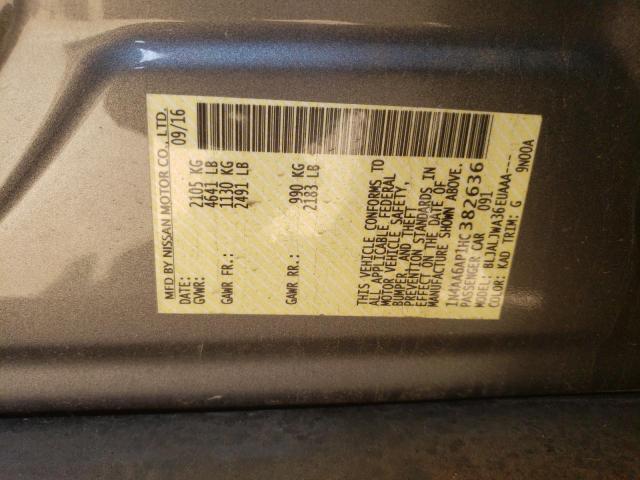 MFD BY NISSAN MOTOR CO., LTD.
DATE: 09/16
GVWR: 2105 KG
4641 LB
GAWR FR.: 1130 KG
2491 LB
GAWR RR.: 990 KG
2183 LB
THIS VEHICLE CONFORMS TO
ALL APPLICABLE FEDERAL
MOTOR VEHICLE SAFETY,
BUMPER, AND THEFT
PREVENTION STANDARDS IN
EFFECT ON THE DATE OF
MANUFACTURE SHOWN ABOVE.
1N4AA6AP1HC382636
PASSENGER CAR 091
MODEL: BLJALJWA36EUAAA---
COLOR: KAD TRIM: G 9N00A